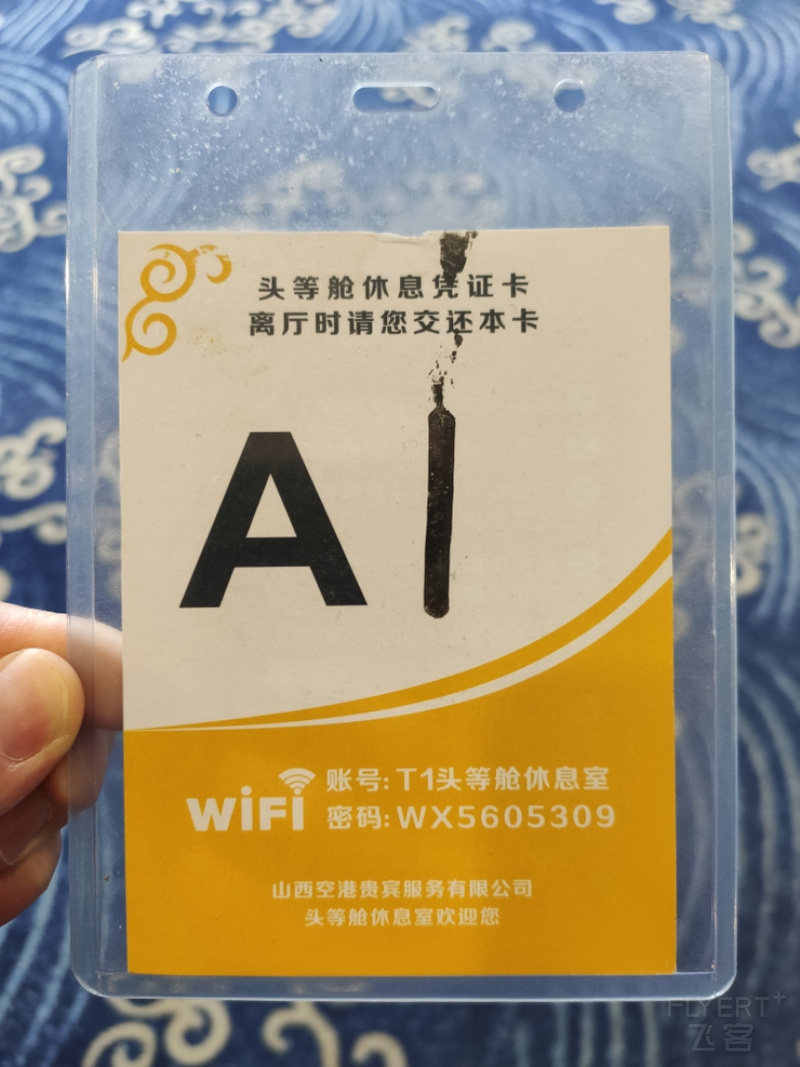 头等舱休息凭证卡
离厅时请您交还本卡
A1
WiFi
账号: T1头等舱休息室
密码: WX5605309
山西空港贵宾服务有限公司
头等舱休息室欢迎您
FLYERT+
飞客